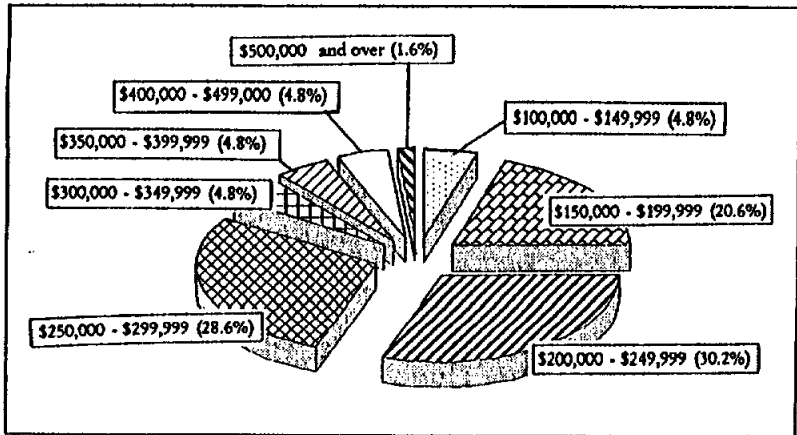 $500,000 and over (1.6%)
$400,000 - $499,000 (4.8%)
$100,000 - $149,999 (4.8%)
$350,000 - $399,999 (4.8%)
$300,000 - $349,999 (4.8%)
$150,000 - $199,999 (20.6%)
$250,000 - $299,999 (28.6%)
$200,000 - $249,999 (30.2%)